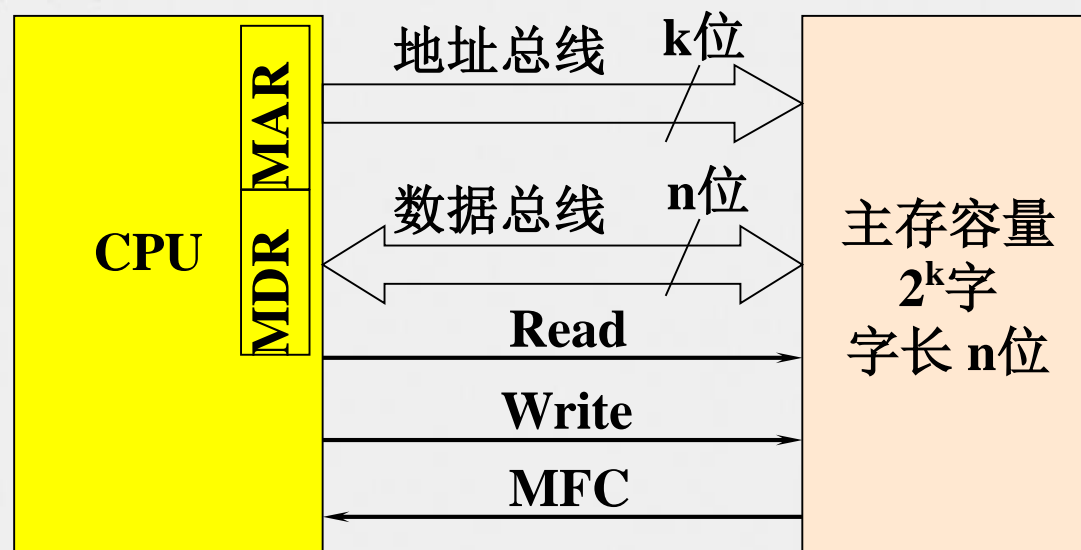 地址总线
k位
MAR
数据总线
n位
CPU
MDR
Read
Write
MFC
主存容量
2ᵏ字
字长 n位